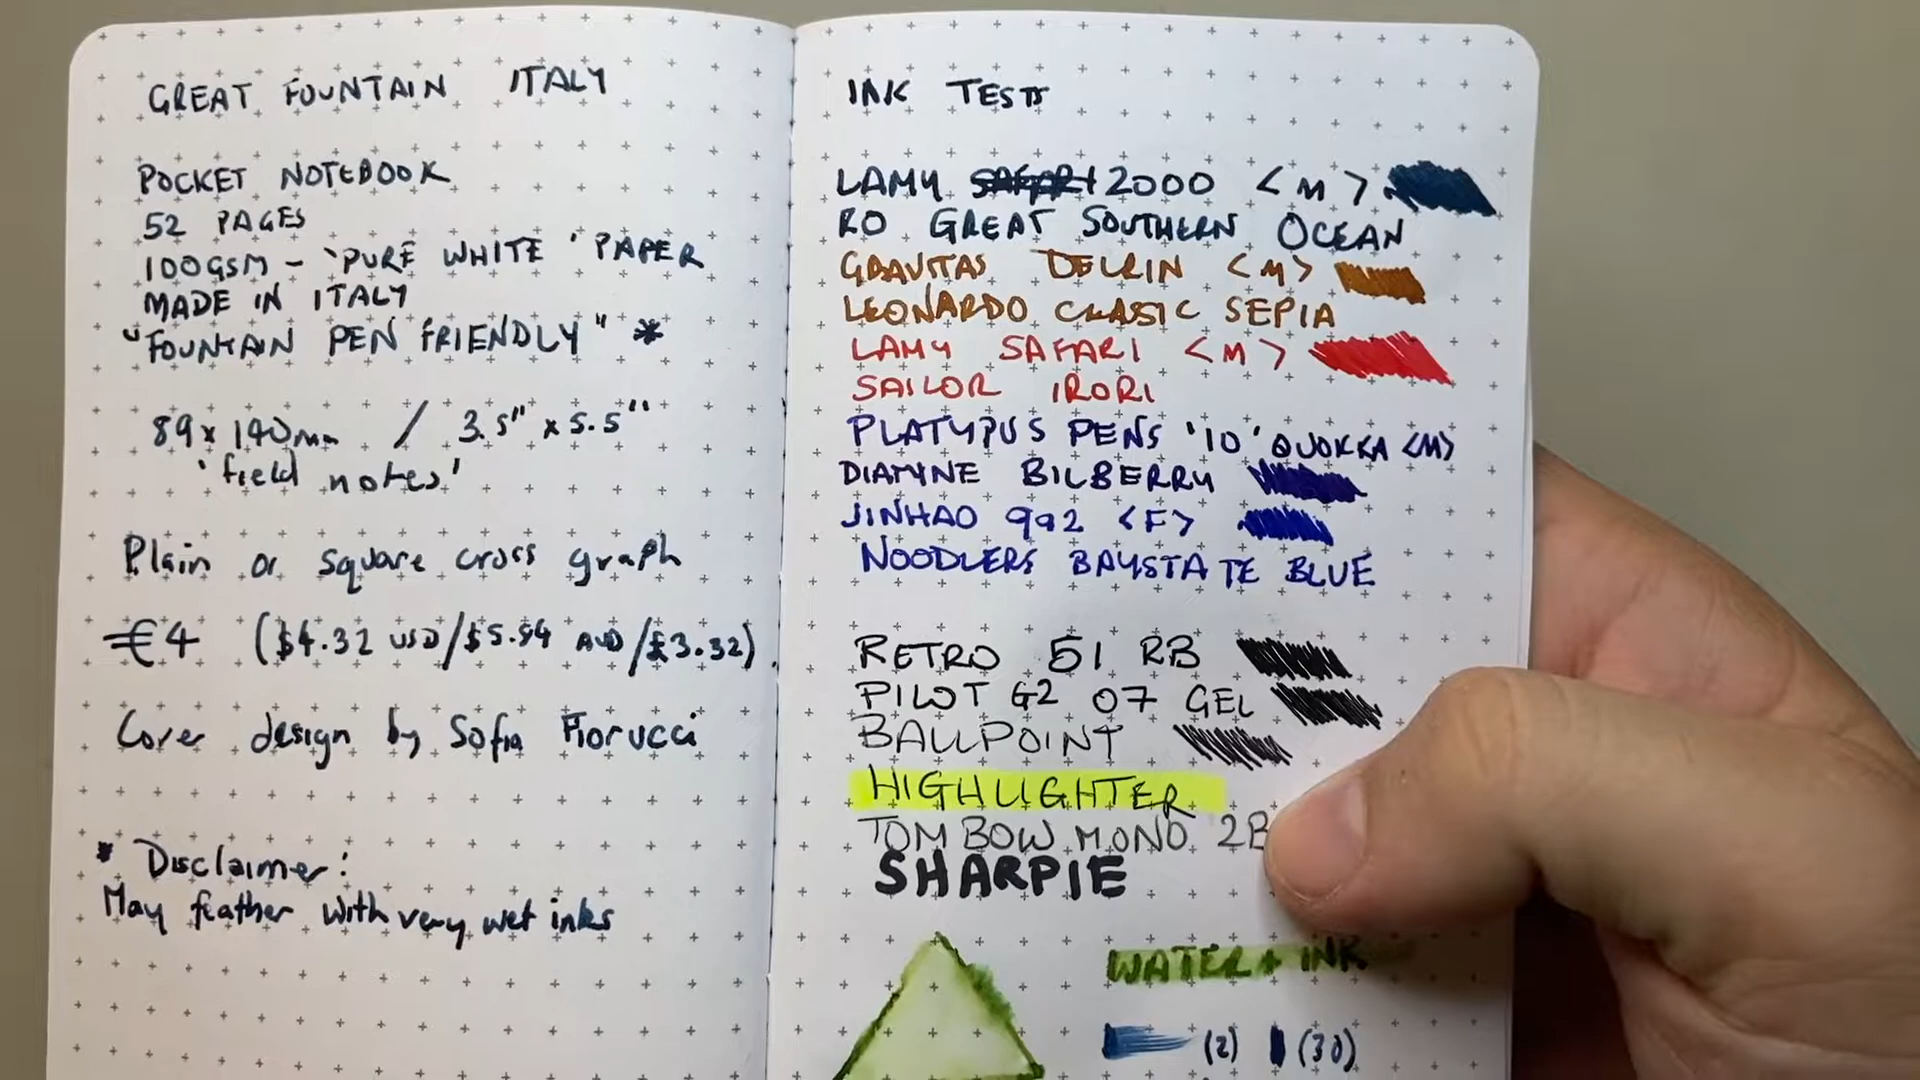 GREAT FOUNTAIN ITALY
POCKET NOTEBOOK
52 PAGES
100GSM - 'PURE WHITE' PAPER
MADE IN ITALY
"FOUNTAIN PEN FRIENDLY" *
89 x 140mm / 3.5" x 5.5"
'field notes'
Plain or square cross graph
€4 ($4.32 USD/$5.94 AUD/£3.32).
Cover design by Sofia Fiorucci
* Disclaimer:
May feather with very wet inks
INK TESTS
LAMY SAFARI 2000 <M>
RO GREAT SOUTHERN OCEAN
GRAVITAS DELRIN <M>
LEONARDO CLASSIC SEPIA
LAMY SAFARI <M>
SAILOR IRORI
PLATYPUS PENS '10' QUOKKA <M>
DIAMINE BILBERRY
JINHAO 992 <F>
NOODLERS BAYSTATE BLUE
RETRO 51 RB
PILOT G2 07 GEL
BALLPOINT
HIGHLIGHTER
TOMBOW MONO 2B
SHARPIE
WATER + INK
(2) (30)